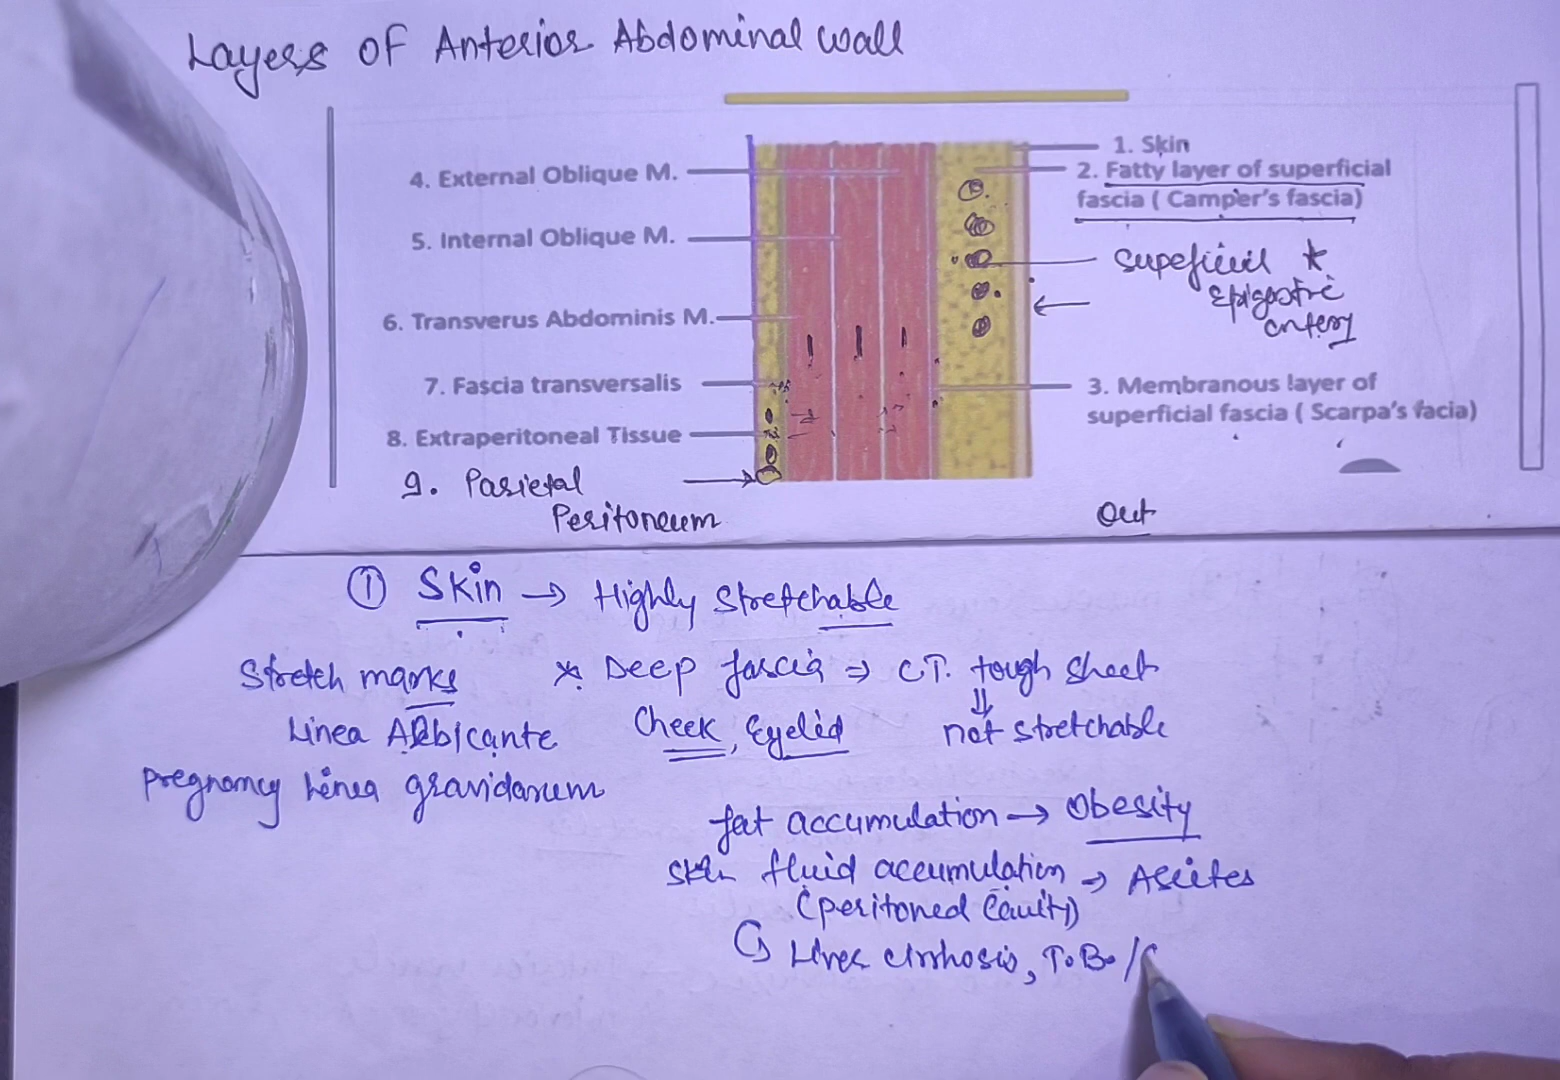 Layers of Anterior Abdominal wall
4. External Oblique M.
5. Internal Oblique M.
6. Transverus Abdominis M.
7. Fascia transversalis
8. Extraperitoneal Tissue
9. Parietal
Peritoneum
1. Skin
2. Fatty layer of superficial
fascia ( Camper's fascia)
Supeficial *
Epigastric
artery
3. Membranous layer of
superficial fascia ( Scarpa's facia)
Out
① Skin → Highly Stretchable
Stretch marks
Linea Albicante
Pregnancy Linea gravidarum
* Deep fascia ⇒ C.T. tough sheet
⇓
Cheek, Eyelid
not stretchable
fat accumulation → Obesity
fluid accumulation → Ascites
(peritoned Cavity)
Liver cirrhosis, T.B. /